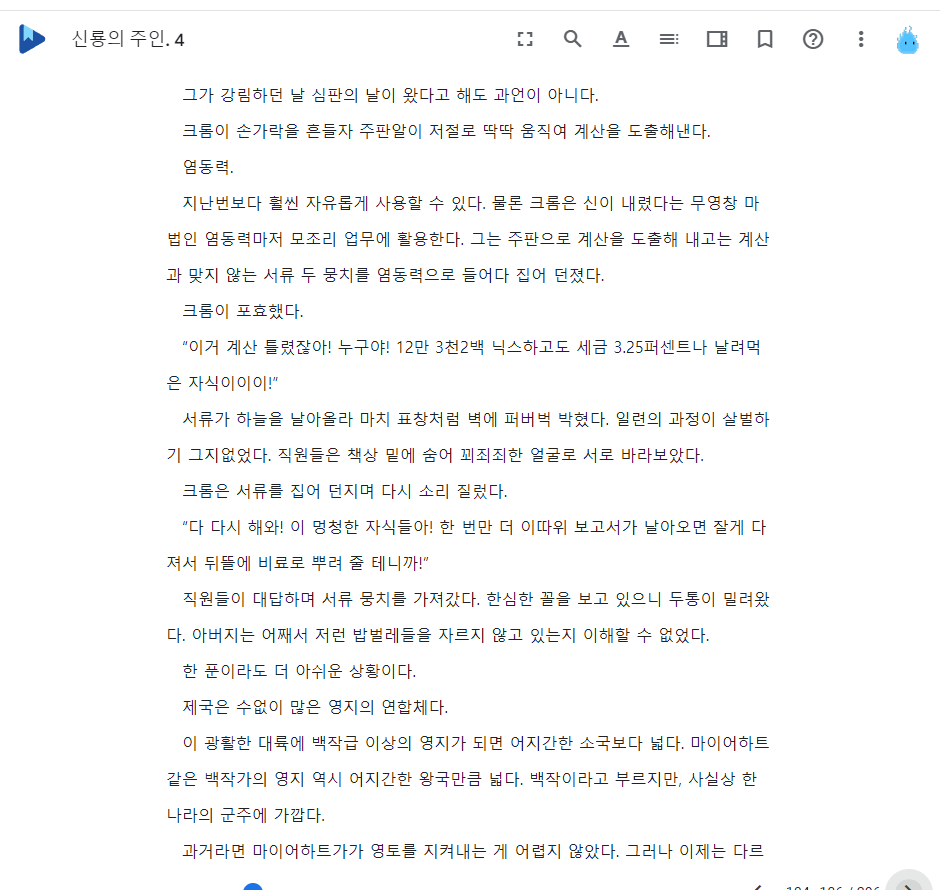 신룡의 주인. 4
그가 강림하던 날 심판의 날이 왔다고 해도 과언이 아니다.
크롬이 손가락을 흔들자 주판알이 저절로 딱딱 움직여 계산을 도출해낸다.
염동력.
지난번보다 훨씬 자유롭게 사용할 수 있다. 물론 크롬은 신이 내렸다는 무영창 마
법인 염동력마저 모조리 업무에 활용한다. 그는 주판으로 계산을 도출해 내고는 계산
과 맞지 않는 서류 두 뭉치를 염동력으로 들어다 집어 던졌다.
크롬이 포효했다.
“이거 계산 틀렸잖아! 누구야! 12만 3천2백 닉스하고도 세금 3.25퍼센트나 날려먹
은 자식이이이!”
서류가 하늘을 날아올라 마치 표창처럼 벽에 퍼버벅 박혔다. 일련의 과정이 살벌하
기 그지없었다. 직원들은 책상 밑에 숨어 꾀죄죄한 얼굴로 서로 바라보았다.
크롬은 서류를 집어 던지며 다시 소리 질렀다.
“다 다시 해와! 이 멍청한 자식들아! 한 번만 더 이따위 보고서가 날아오면 잘게 다
져서 뒤뜰에 비료로 뿌려 줄 테니까!”
직원들이 대답하며 서류 뭉치를 가져갔다. 한심한 꼴을 보고 있으니 두통이 밀려왔
다. 아버지는 어째서 저런 밥벌레들을 자르지 않고 있는지 이해할 수 없었다.
한 푼이라도 더 아쉬운 상황이다.
제국은 수없이 많은 영지의 연합체다.
이 광활한 대륙에 백작급 이상의 영지가 되면 어지간한 소국보다 넓다. 마이어하트
같은 백작가의 영지 역시 어지간한 왕국만큼 넓다. 백작이라고 부르지만, 사실상 한
나라의 군주에 가깝다.
과거라면 마이어하트가가 영토를 지켜내는 게 어렵지 않았다. 그러나 이제는 다르